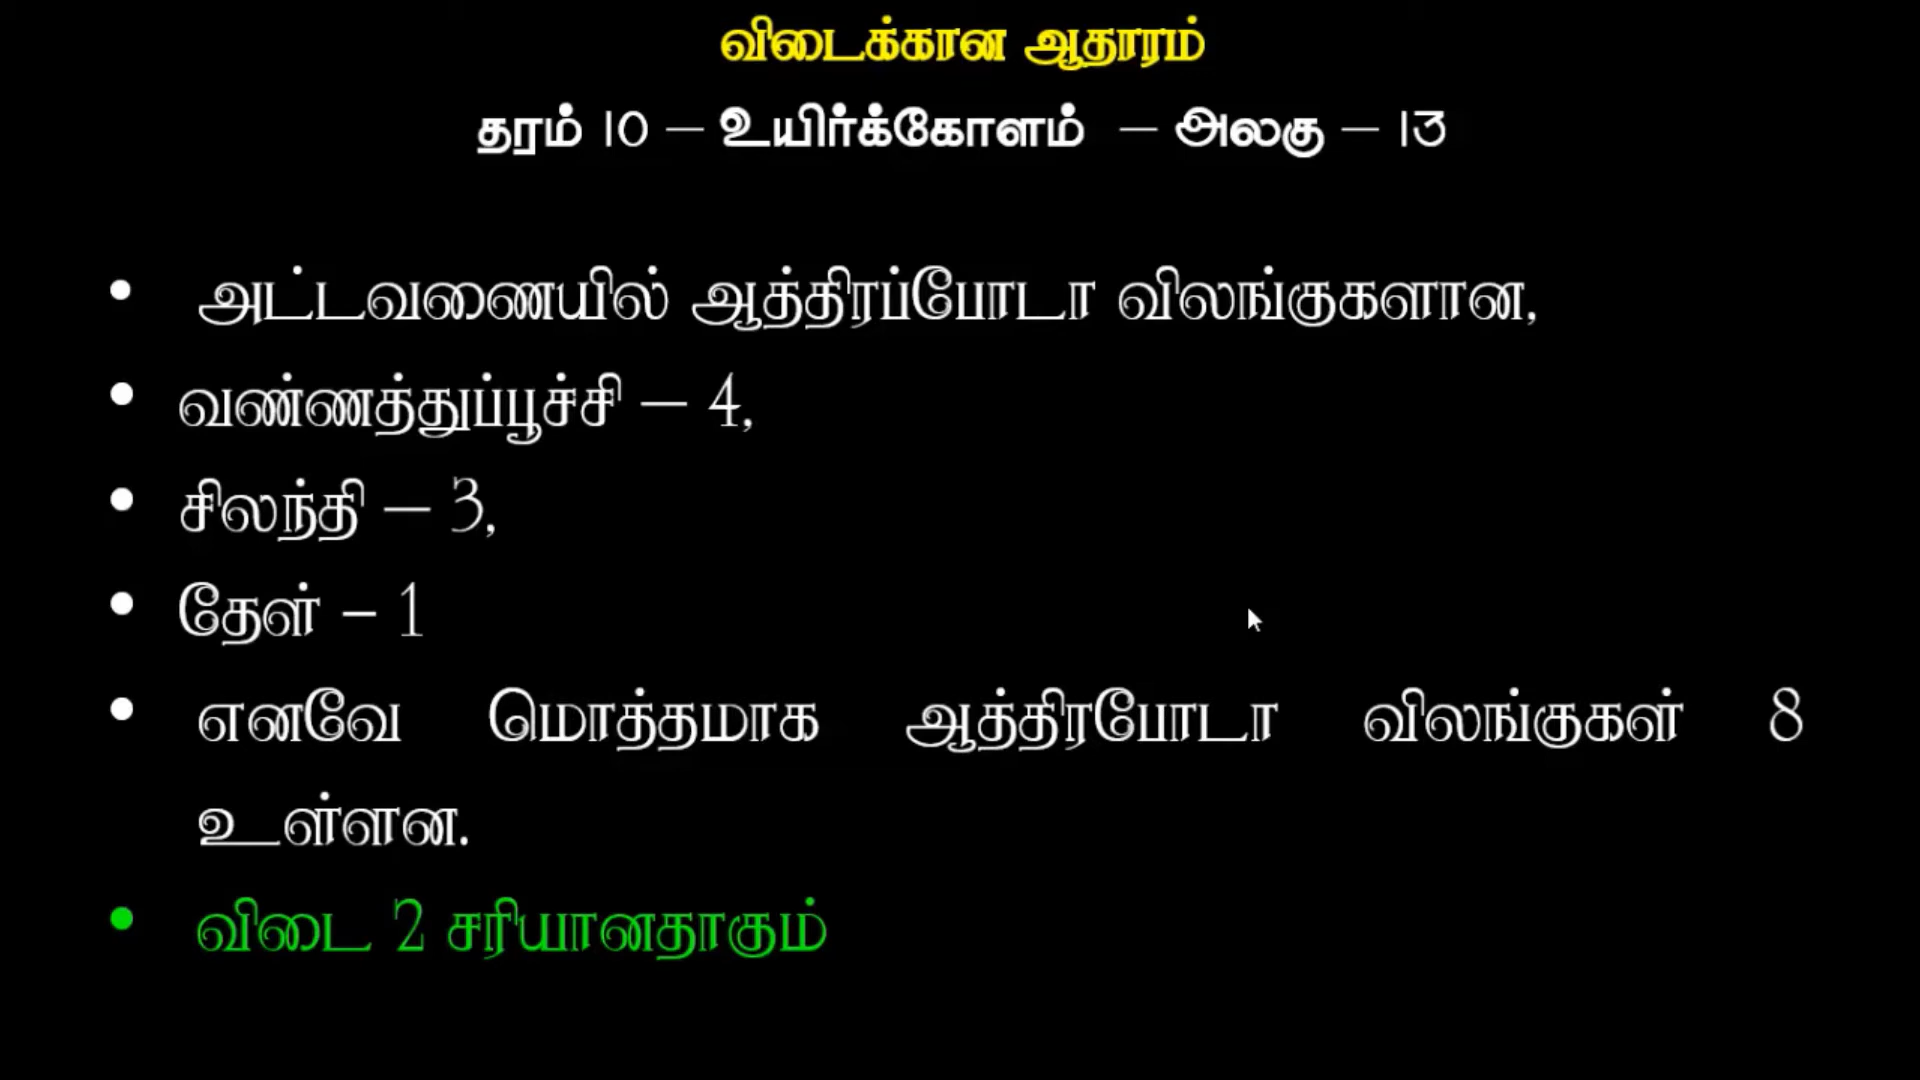 விடைக்கான ஆதாரம்
தரம் 10 – உயிர்க்கோளம் – அலகு – 13
• அட்டவணையில் ஆத்திரப்போடா விலங்குகளான,
• வண்ணத்துப்பூச்சி – 4,
• சிலந்தி – 3,
• தேள் – 1
• எனவே மொத்தமாக ஆத்திரபோடா விலங்குகள் 8
உள்ளன.
• விடை 2 சரியானதாகும்